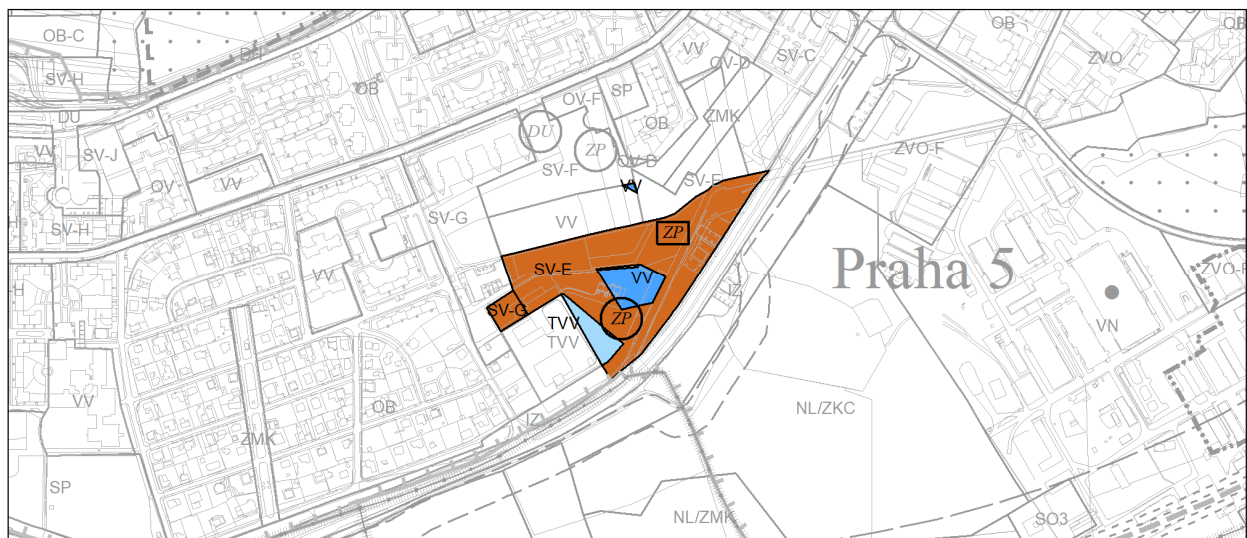 OB-C
SV-H
DU
VV
SV-J
OV
VV
SV-H
H
-H
DH
OB
OV-F
SP
DU
ZP
OB
OV-D
SV-F
VV
OV-D
SV-C
ZMK
SV-E
OB
OB
ZVO
ZVO-F
SV-G
VV
VV
VV
ZP
SV-E
VV
SV-G
TVV
TVV
ZP
IZ
Praha 5
ZVO-F
VN
VV
ZMK
OB
IZ
NL/ZKC
SP
NL/ZMK
SO3